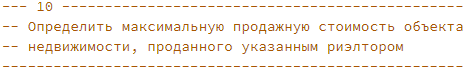 --- 10 --------------------------------------------------
-- Определить максимальную продажную стоимость объекта
-- недвижимости, проданного указанным риэлтором
---------------------------------------------------------